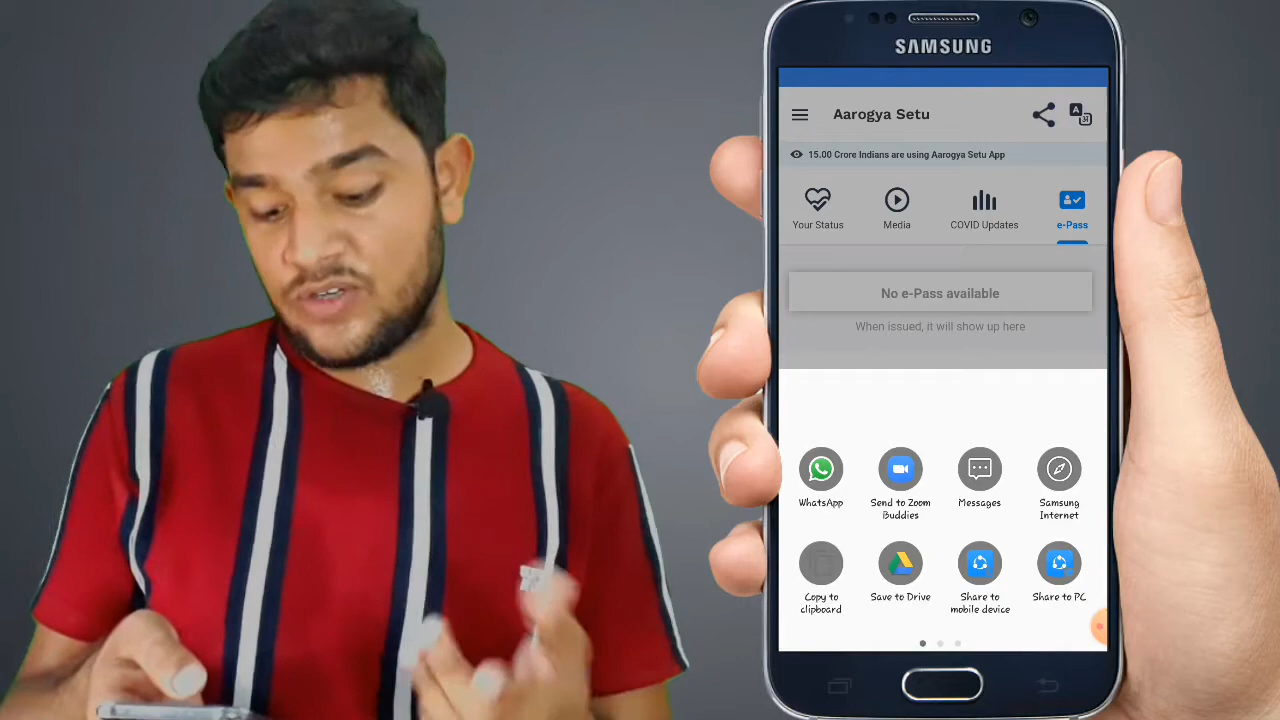 SAMSUNG
Aarogya Setu
A
अ
15.00 Crore Indians are using Aarogya Setu App
Your Status
Media
COVID Updates
e-Pass
No e-Pass available
When issued, it will show up here
WhatsApp
Send to Zoom
Buddies
Messages
Samsung
Internet
Copy to
clipboard
Save to Drive
Share to
mobile device
Share to PC